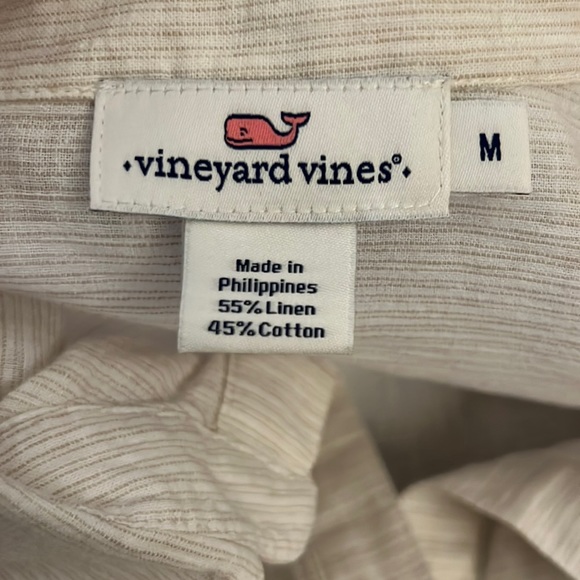 vineyard vines®
M
Made in
Philippines
55% Linen
45% Cotton